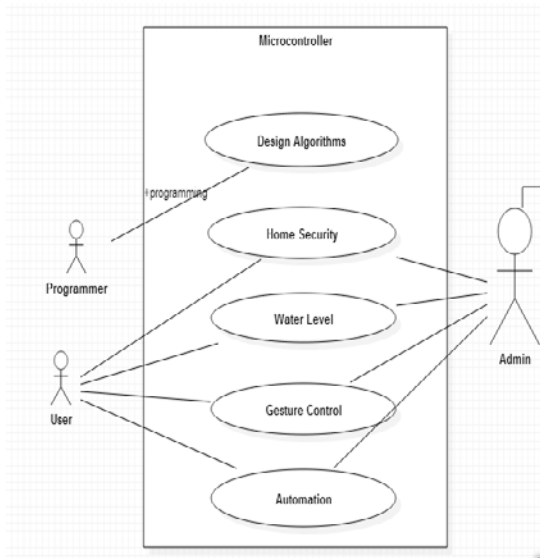 Microcontroller
Design Algorithms
+programming
Home Security
Programmer
Water Level
Admin
User
Gesture Control
Automation